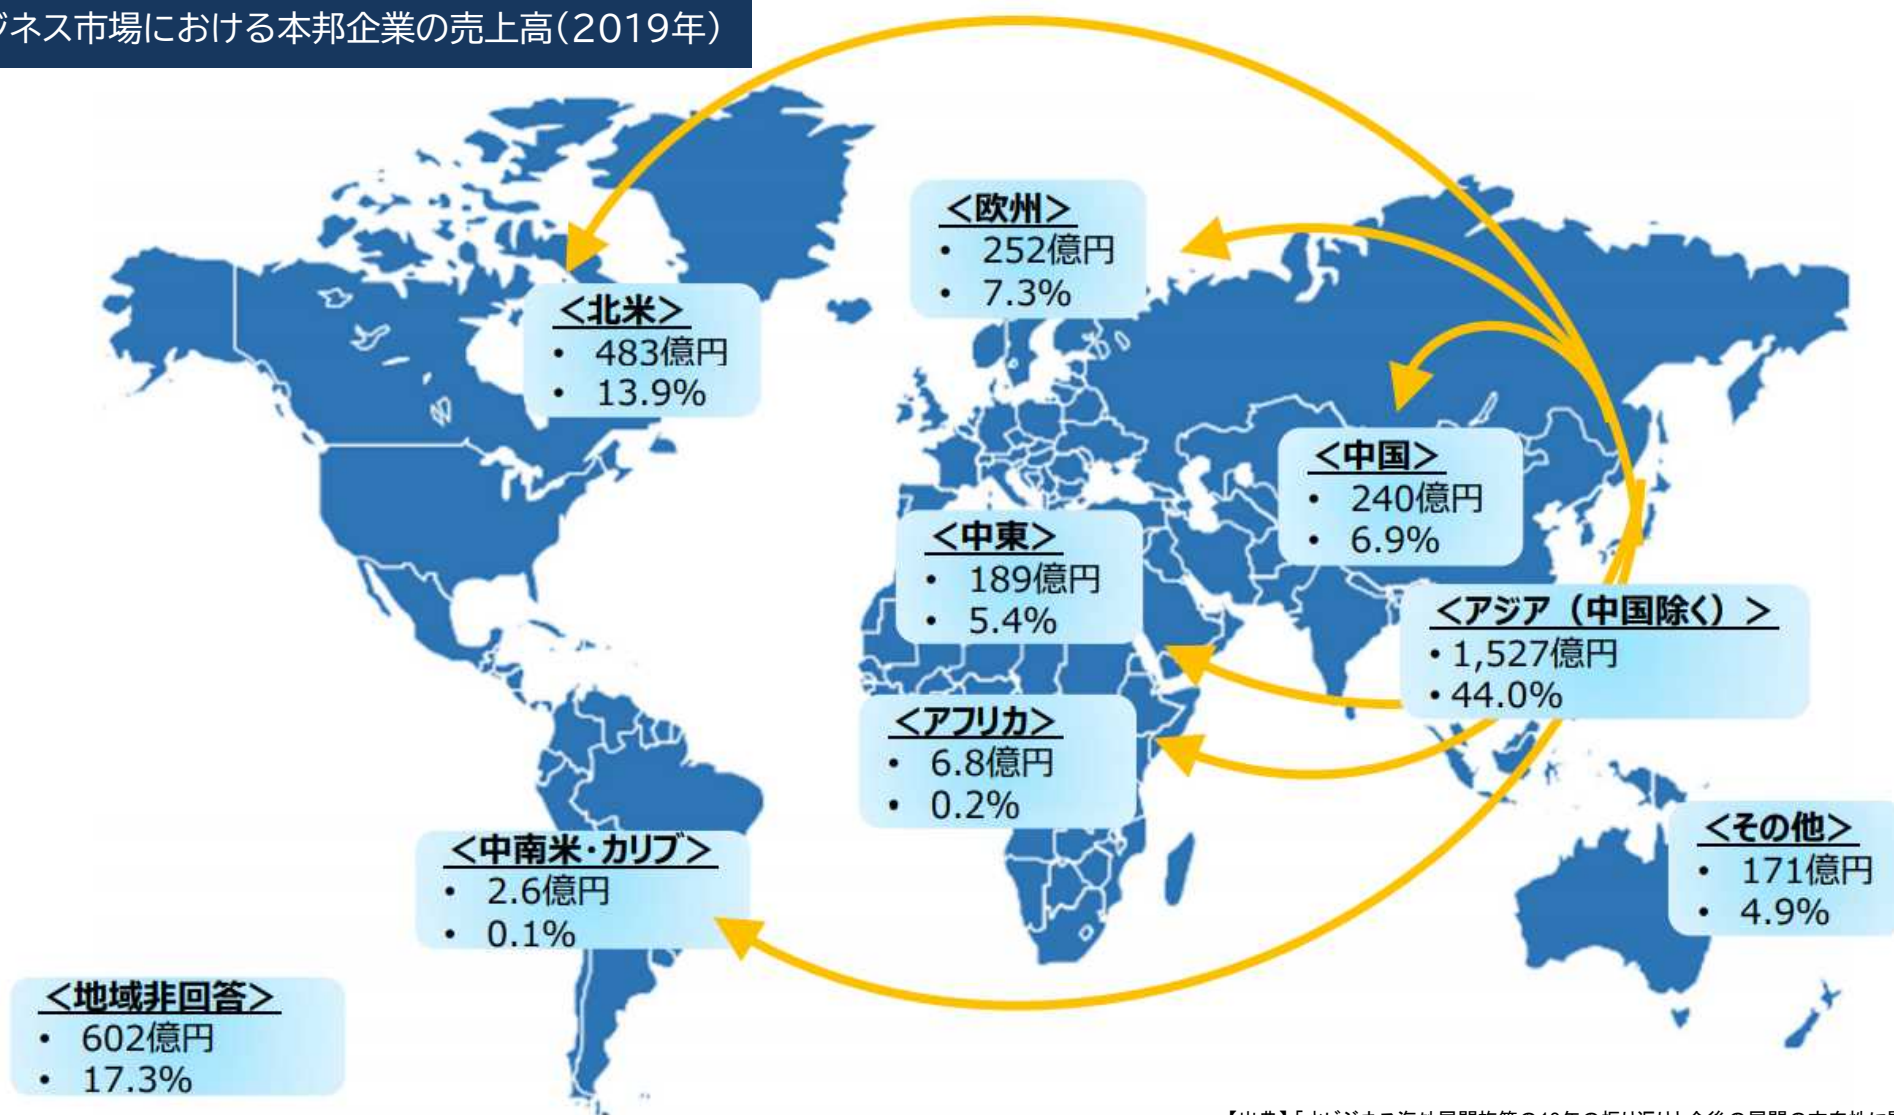 ジネス市場における本邦企業の売上高（2019年）
＜欧州＞
• 252億円
• 7.3%
＜北米＞
• 483億円
• 13.9%
＜中国＞
• 240億円
• 6.9%
＜中東＞
• 189億円
• 5.4%
＜アジア（中国除く）＞
• 1,527億円
• 44.0%
＜アフリカ＞
• 6.8億円
• 0.2%
＜その他＞
• 171億円
• 4.9%
＜中南米・カリブ＞
• 2.6億円
• 0.1%
＜地域非回答＞
• 602億円
• 17.3%